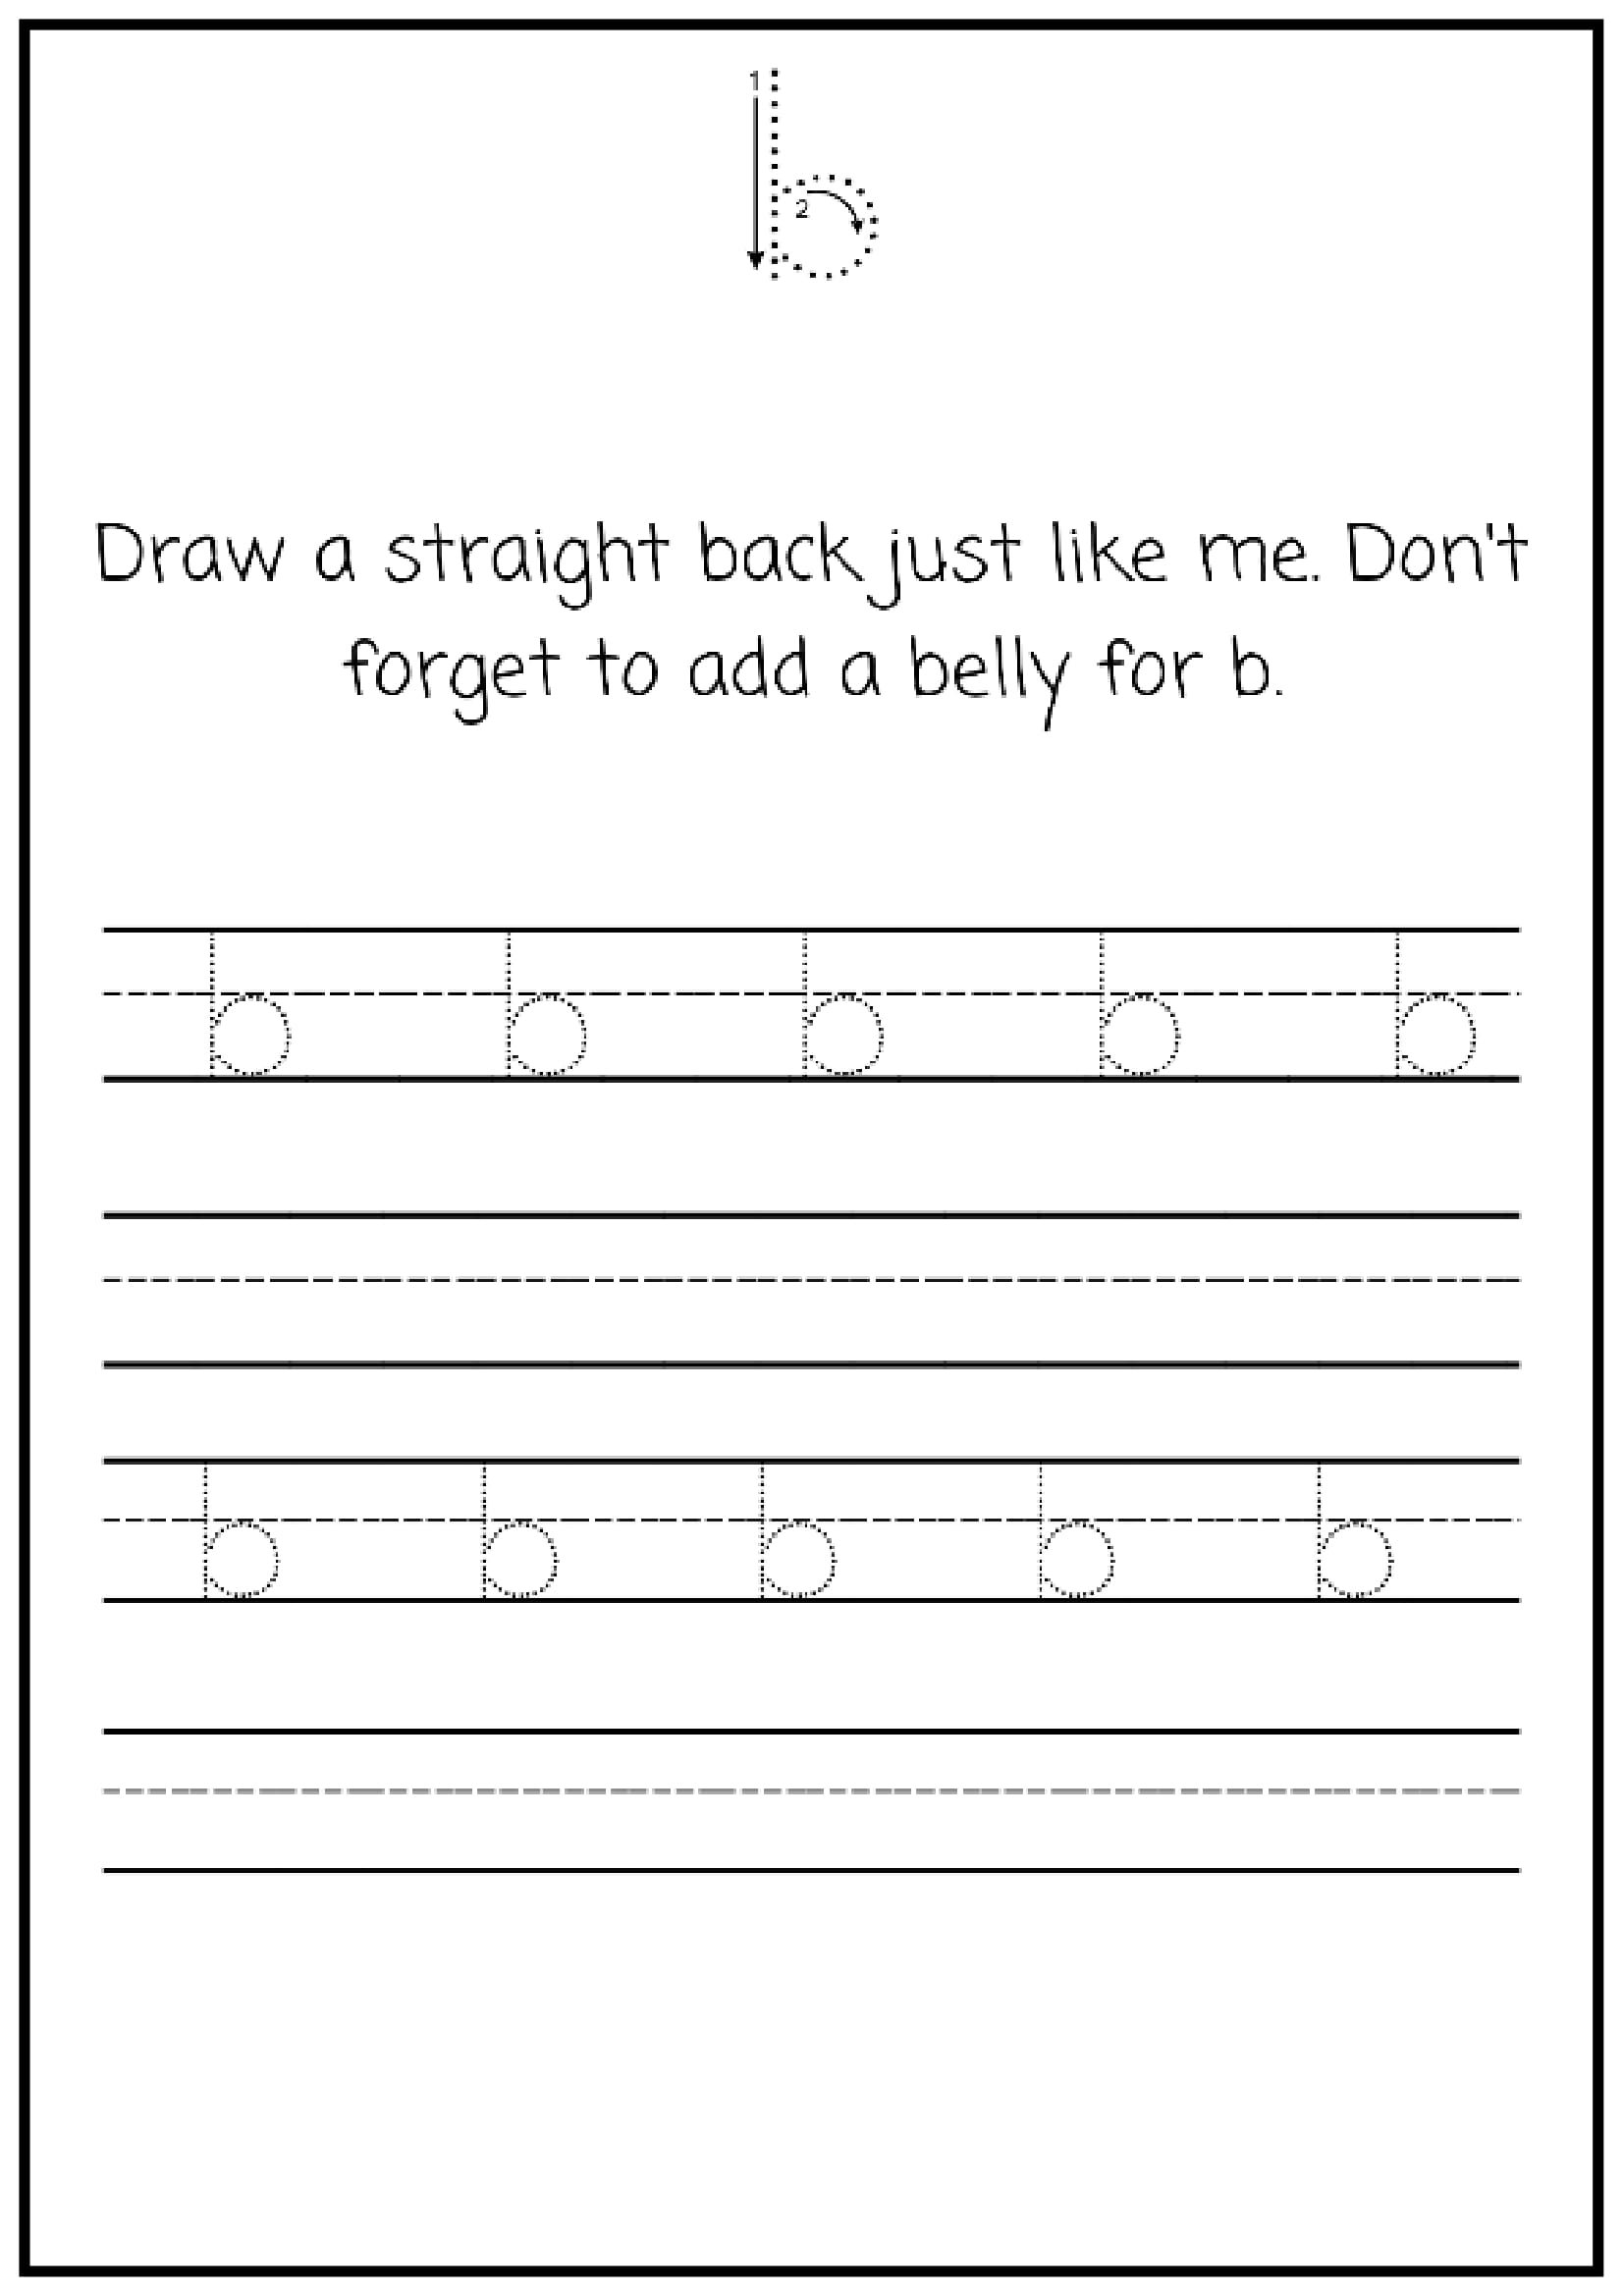 1
b
2
Draw a straight back just like me. Don't
forget to add a belly for b.
b b b b b
b b b b b